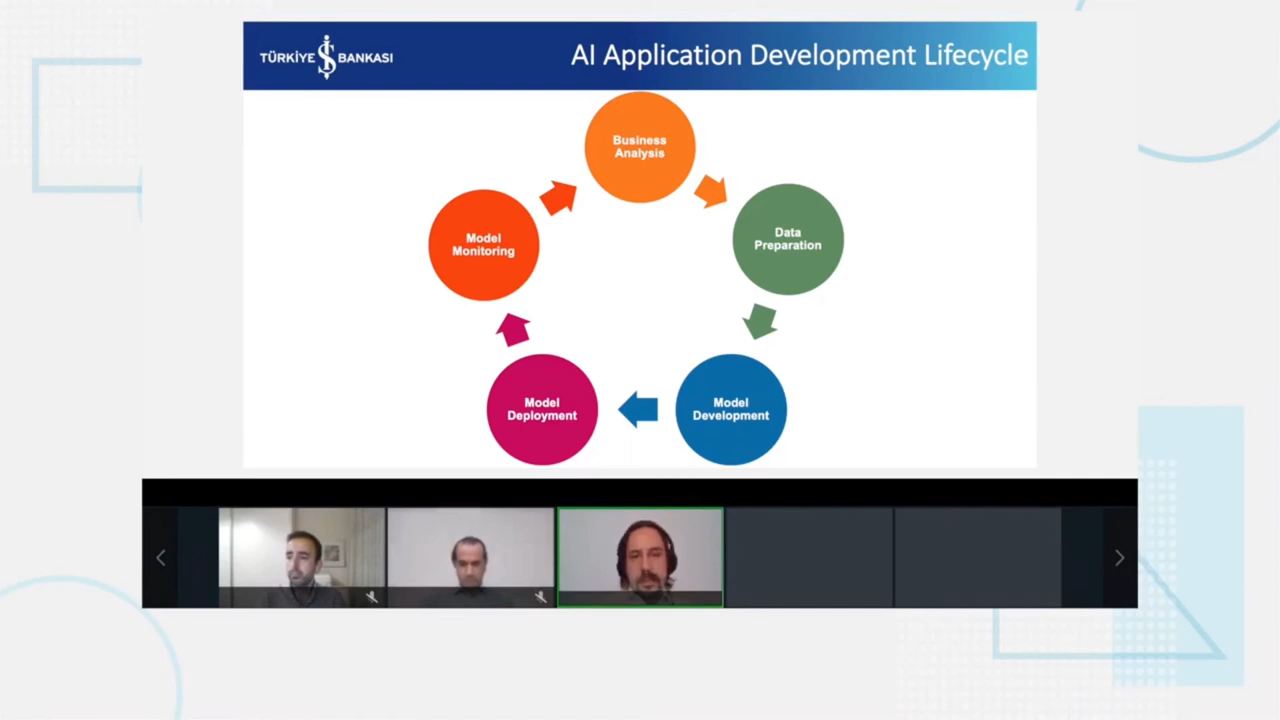 TÜRKİYE İŞ BANKASI
AI Application Development Lifecycle
Business
Analysis
Data
Preparation
Model
Development
Model
Deployment
Model
Monitoring